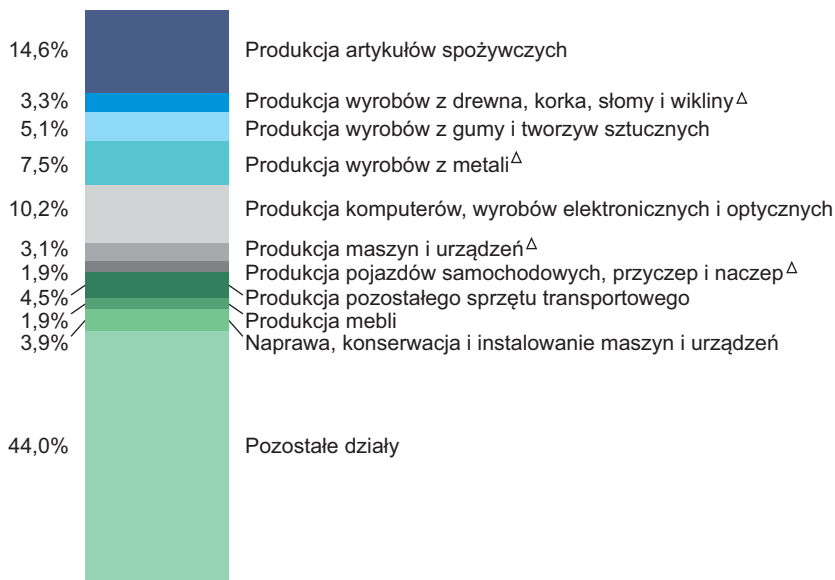 14,6% Produkcja artykułów spożywczych
3,3% Produkcja wyrobów z drewna, korka, słomy i wikliny Δ
5,1% Produkcja wyrobów z gumy i tworzyw sztucznych
7,5% Produkcja wyrobów z metali Δ
10,2% Produkcja komputerów, wyrobów elektronicznych i optycznych
3,1% Produkcja maszyn i urządzeń Δ
1,9% Produkcja pojazdów samochodowych, przyczep i naczep Δ
4,5% Produkcja pozostałego sprzętu transportowego
1,9% Produkcja mebli
3,9% Naprawa, konserwacja i instalowanie maszyn i urządzeń
44,0% Pozostałe działy